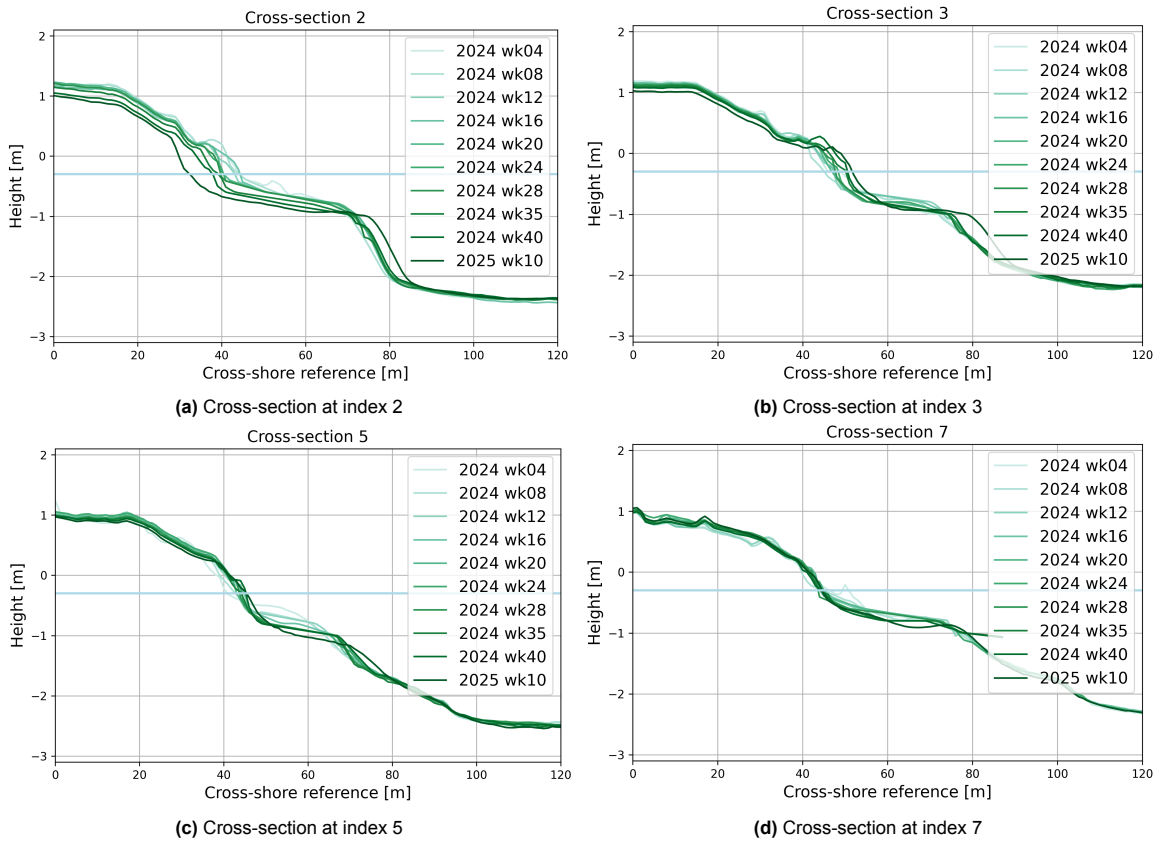 Cross-section 2
2
1
0
−1
−2
−3
Height [m]
0 20 40 60 80 100 120
Cross-shore reference [m]
2024 wk04
2024 wk08
2024 wk12
2024 wk16
2024 wk20
2024 wk24
2024 wk28
2024 wk35
2024 wk40
2025 wk10
(a) Cross-section at index 2
Cross-section 3
2
1
0
−1
−2
−3
Height [m]
0 20 40 60 80 100 120
Cross-shore reference [m]
2024 wk04
2024 wk08
2024 wk12
2024 wk16
2024 wk20
2024 wk24
2024 wk28
2024 wk35
2024 wk40
2025 wk10
(b) Cross-section at index 3
Cross-section 5
2
1
0
−1
−2
−3
Height [m]
0 20 40 60 80 100 120
Cross-shore reference [m]
2024 wk04
2024 wk08
2024 wk12
2024 wk16
2024 wk20
2024 wk24
2024 wk28
2024 wk35
2024 wk40
2025 wk10
(c) Cross-section at index 5
Cross-section 7
2
1
0
−1
−2
−3
Height [m]
0 20 40 60 80 100 120
Cross-shore reference [m]
2024 wk04
2024 wk08
2024 wk12
2024 wk16
2024 wk20
2024 wk24
2024 wk28
2024 wk35
2024 wk40
2025 wk10
(d) Cross-section at index 7